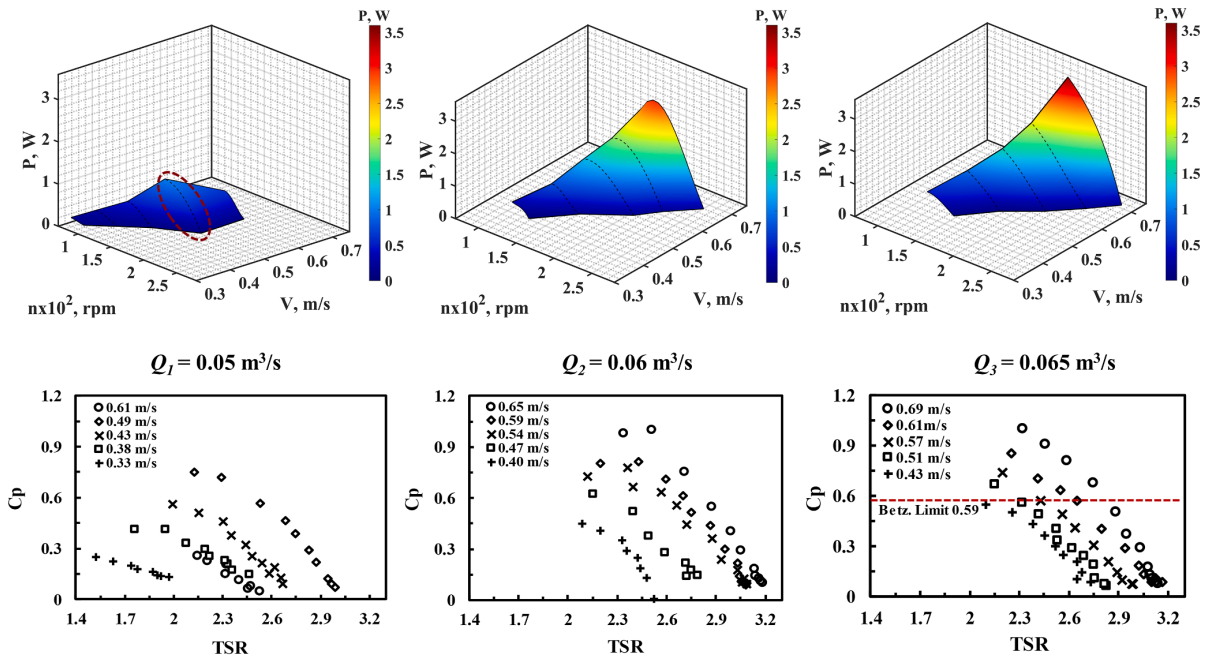 P, W
3.5
3
2.5
2
1.5
1
0.5
0
P, W
3
2
1
0
1
1.5
2
2.5
nx10², rpm
0.3
0.4
0.5
0.6
0.7
V, m/s
P, W
3.5
3
2.5
2
1.5
1
0.5
0
P, W
3
2
1
0
1
1.5
2
2.5
nx10², rpm
0.3
0.4
0.5
0.6
0.7
V, m/s
P, W
3.5
3
2.5
2
1.5
1
0.5
0
P, W
3
2
1
0
1
1.5
2
2.5
nx10², rpm
0.3
0.4
0.5
0.6
0.7
V, m/s
Q₁ = 0.05 m³/s
Q₂ = 0.06 m³/s
Q₃ = 0.065 m³/s
1.2
0.9
0.6
0.3
0
Cp
0.61 m/s
0.49 m/s
0.43 m/s
0.38 m/s
0.33 m/s
1.4 1.7 2 2.3 2.6 2.9 3.2
TSR
1.2
0.9
0.6
0.3
0
Cp
0.65 m/s
0.59 m/s
0.54 m/s
0.47 m/s
0.40 m/s
1.4 1.7 2 2.3 2.6 2.9 3.2
TSR
1.2
0.9
0.6
0.3
0
Cp
0.69 m/s
0.61m/s
0.57 m/s
0.51 m/s
0.43 m/s
Betz. Limit 0.59
1.4 1.7 2 2.3 2.6 2.9 3.2
TSR